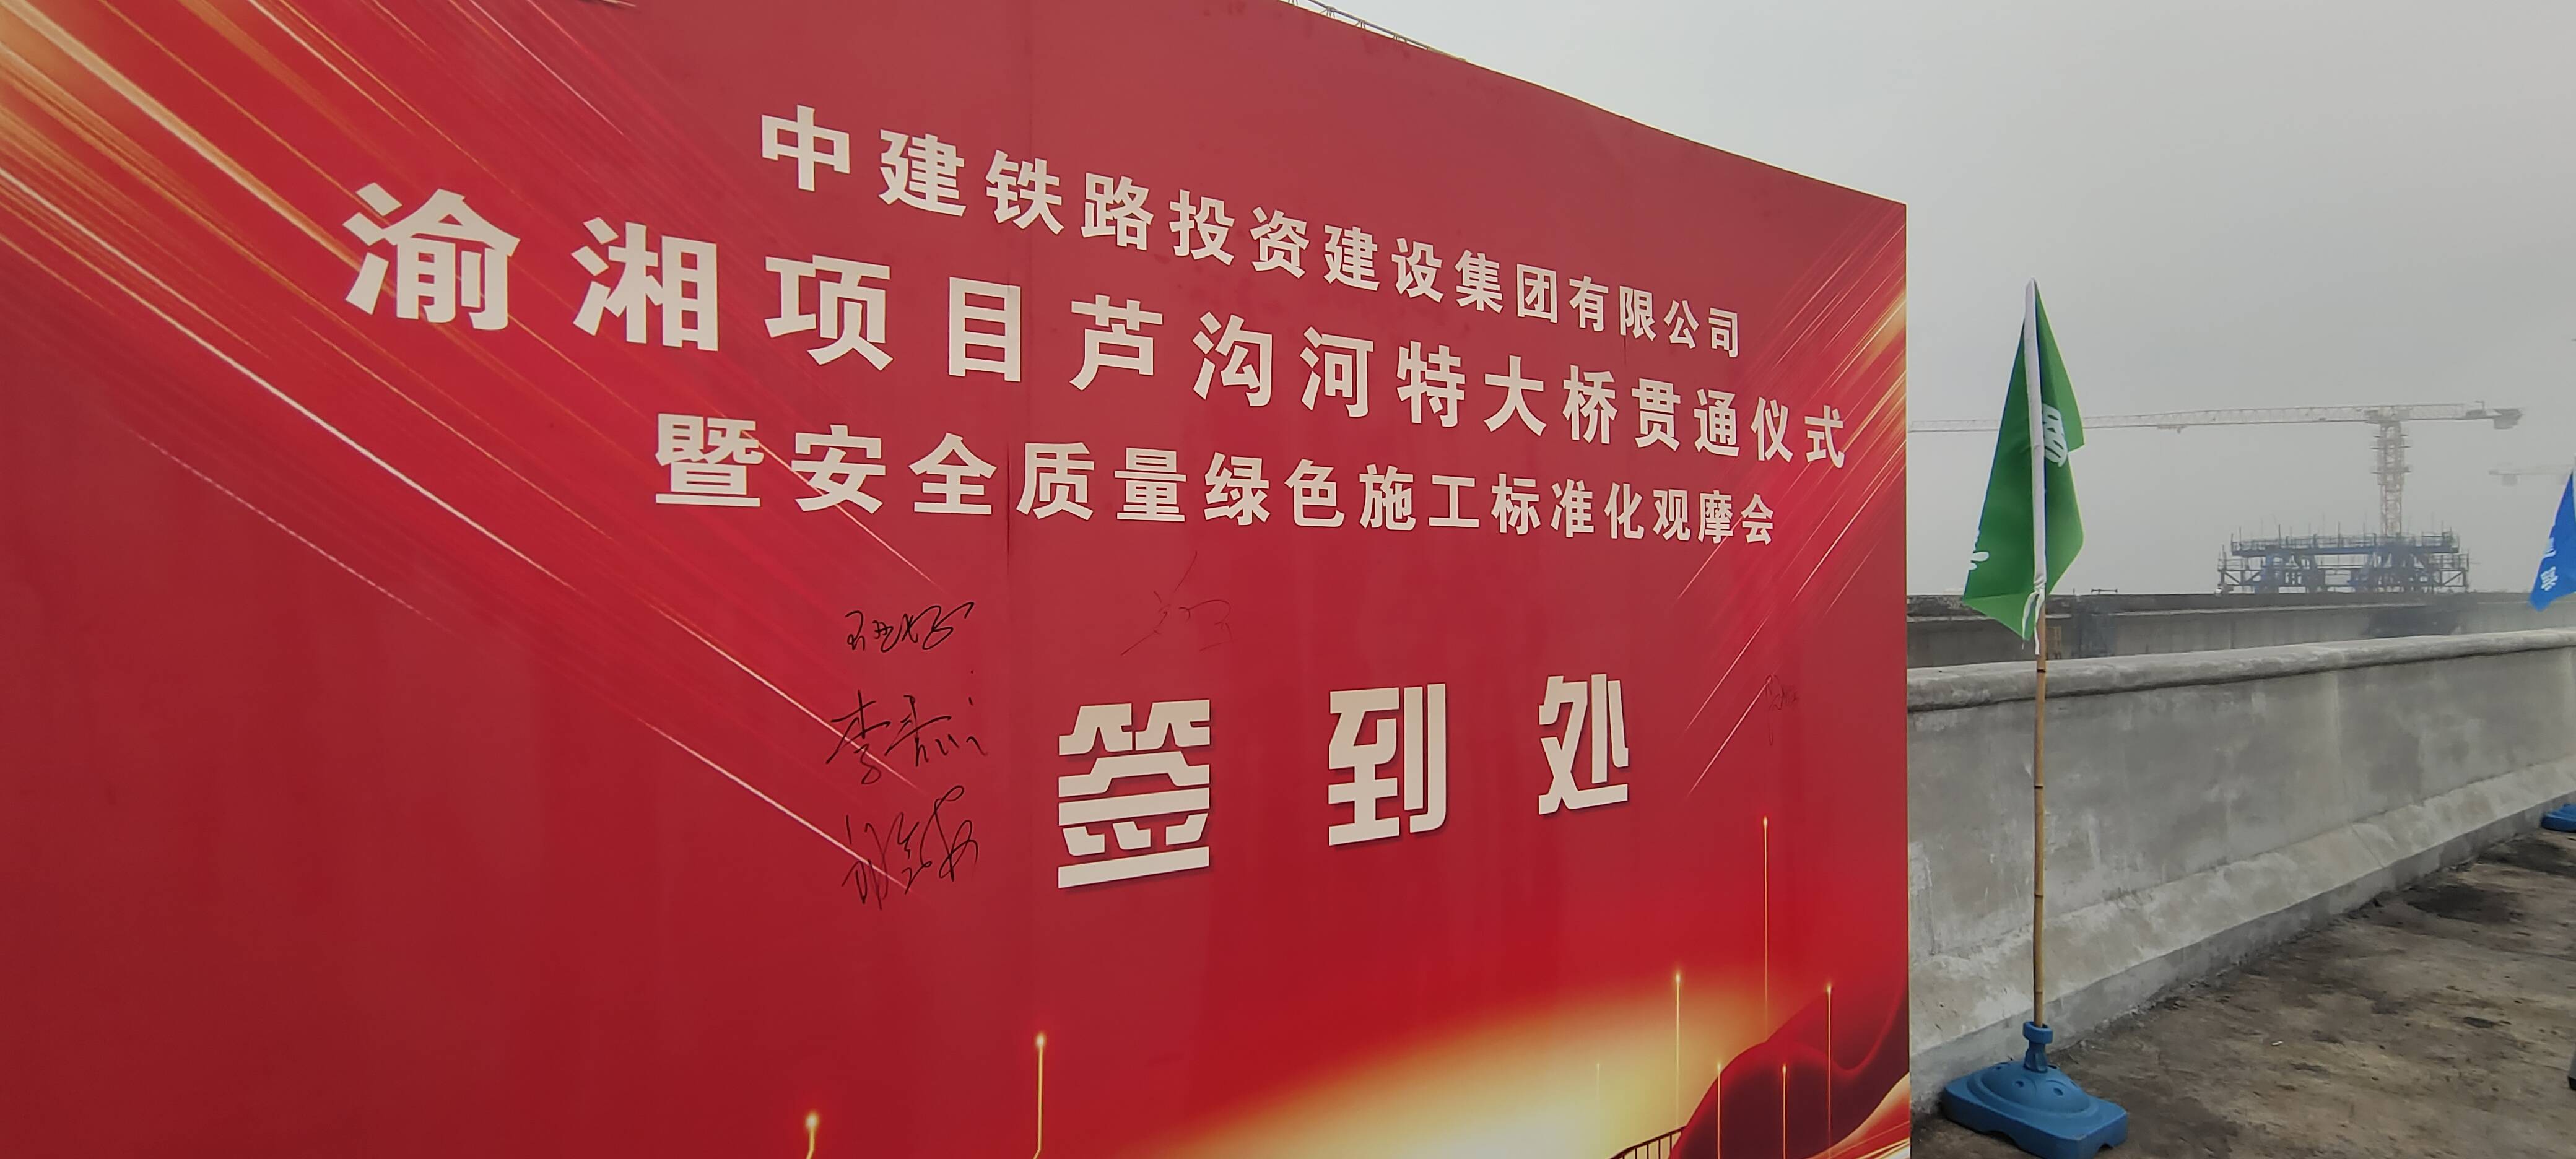 中建铁路投资建设集团有限公司
渝湘项目芦沟河特大桥贯通仪式
暨安全质量绿色施工标准化观摩会
签到处